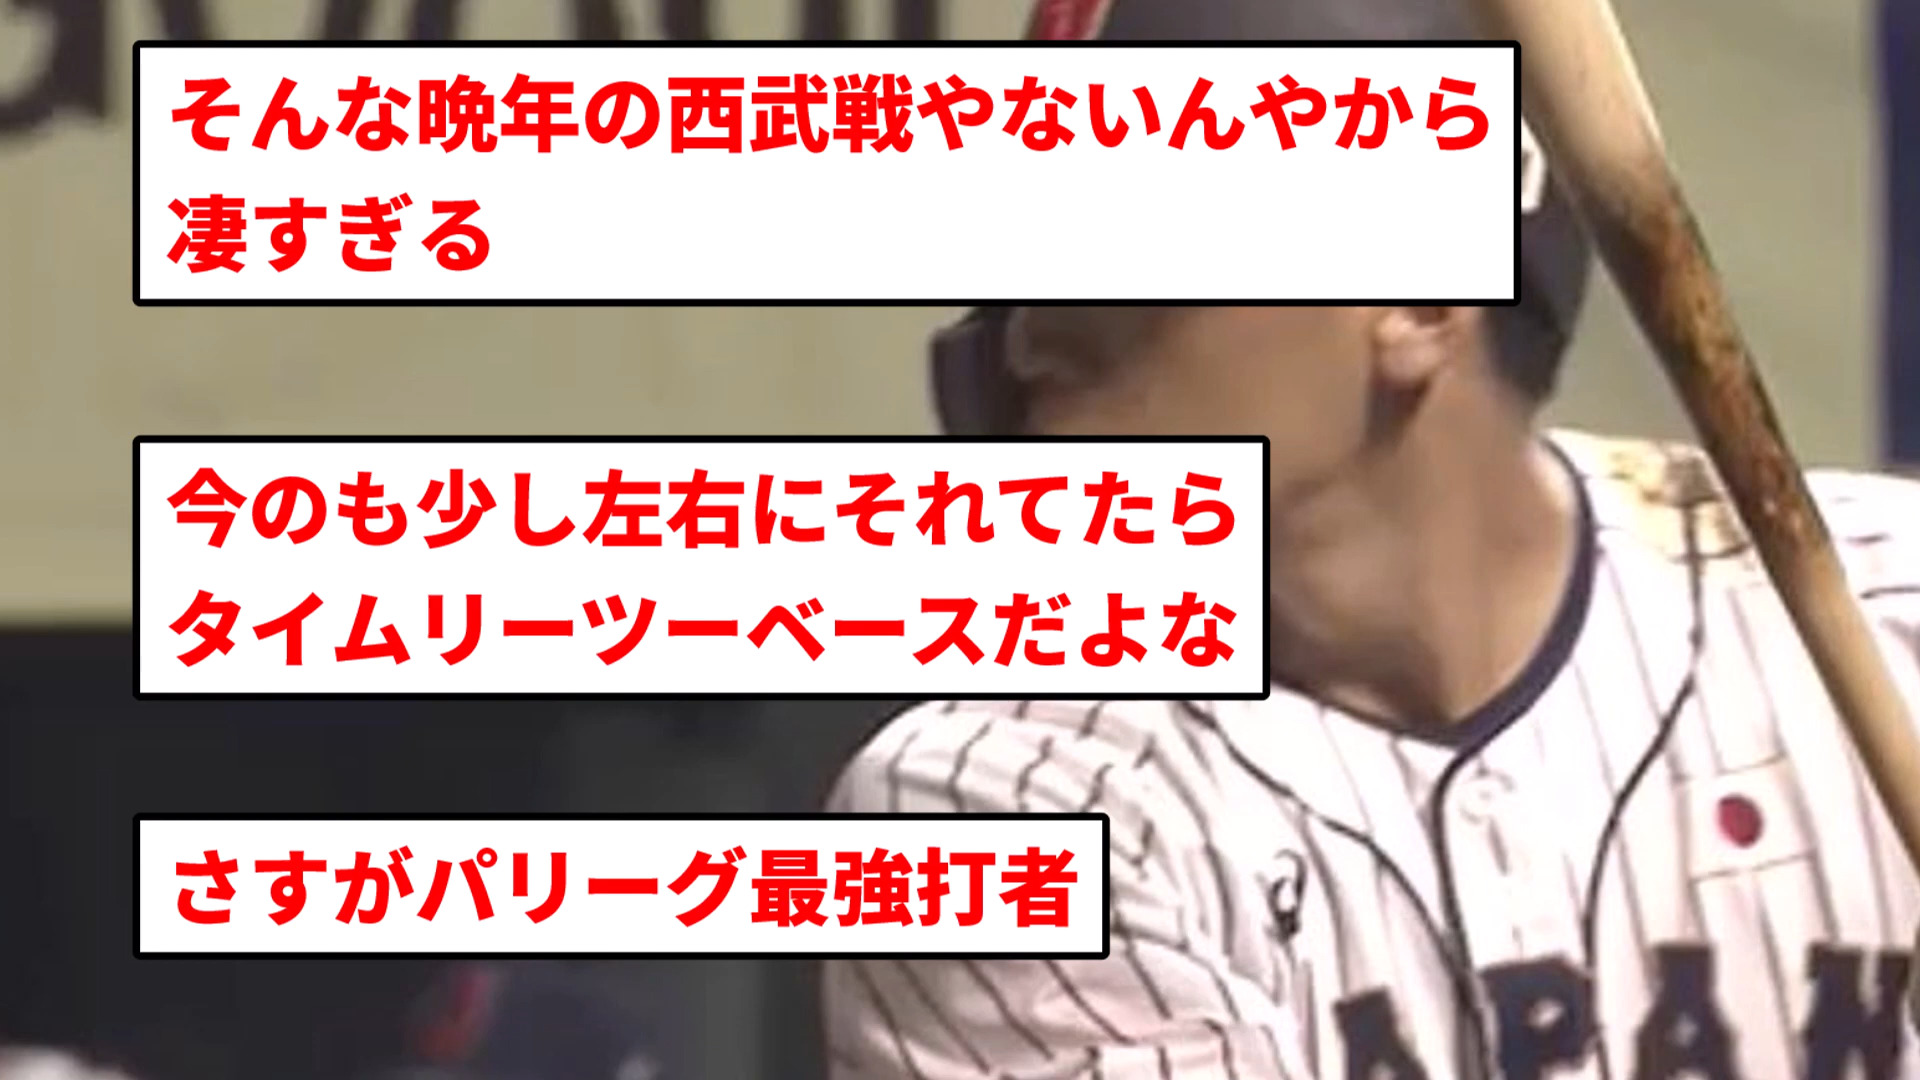 そんな晩年の西武戦やないんやから
凄すぎる
今のも少し左右にそれてたら
タイムリーツーベースだよな
さすがパリーグ最強打者
JAPAN